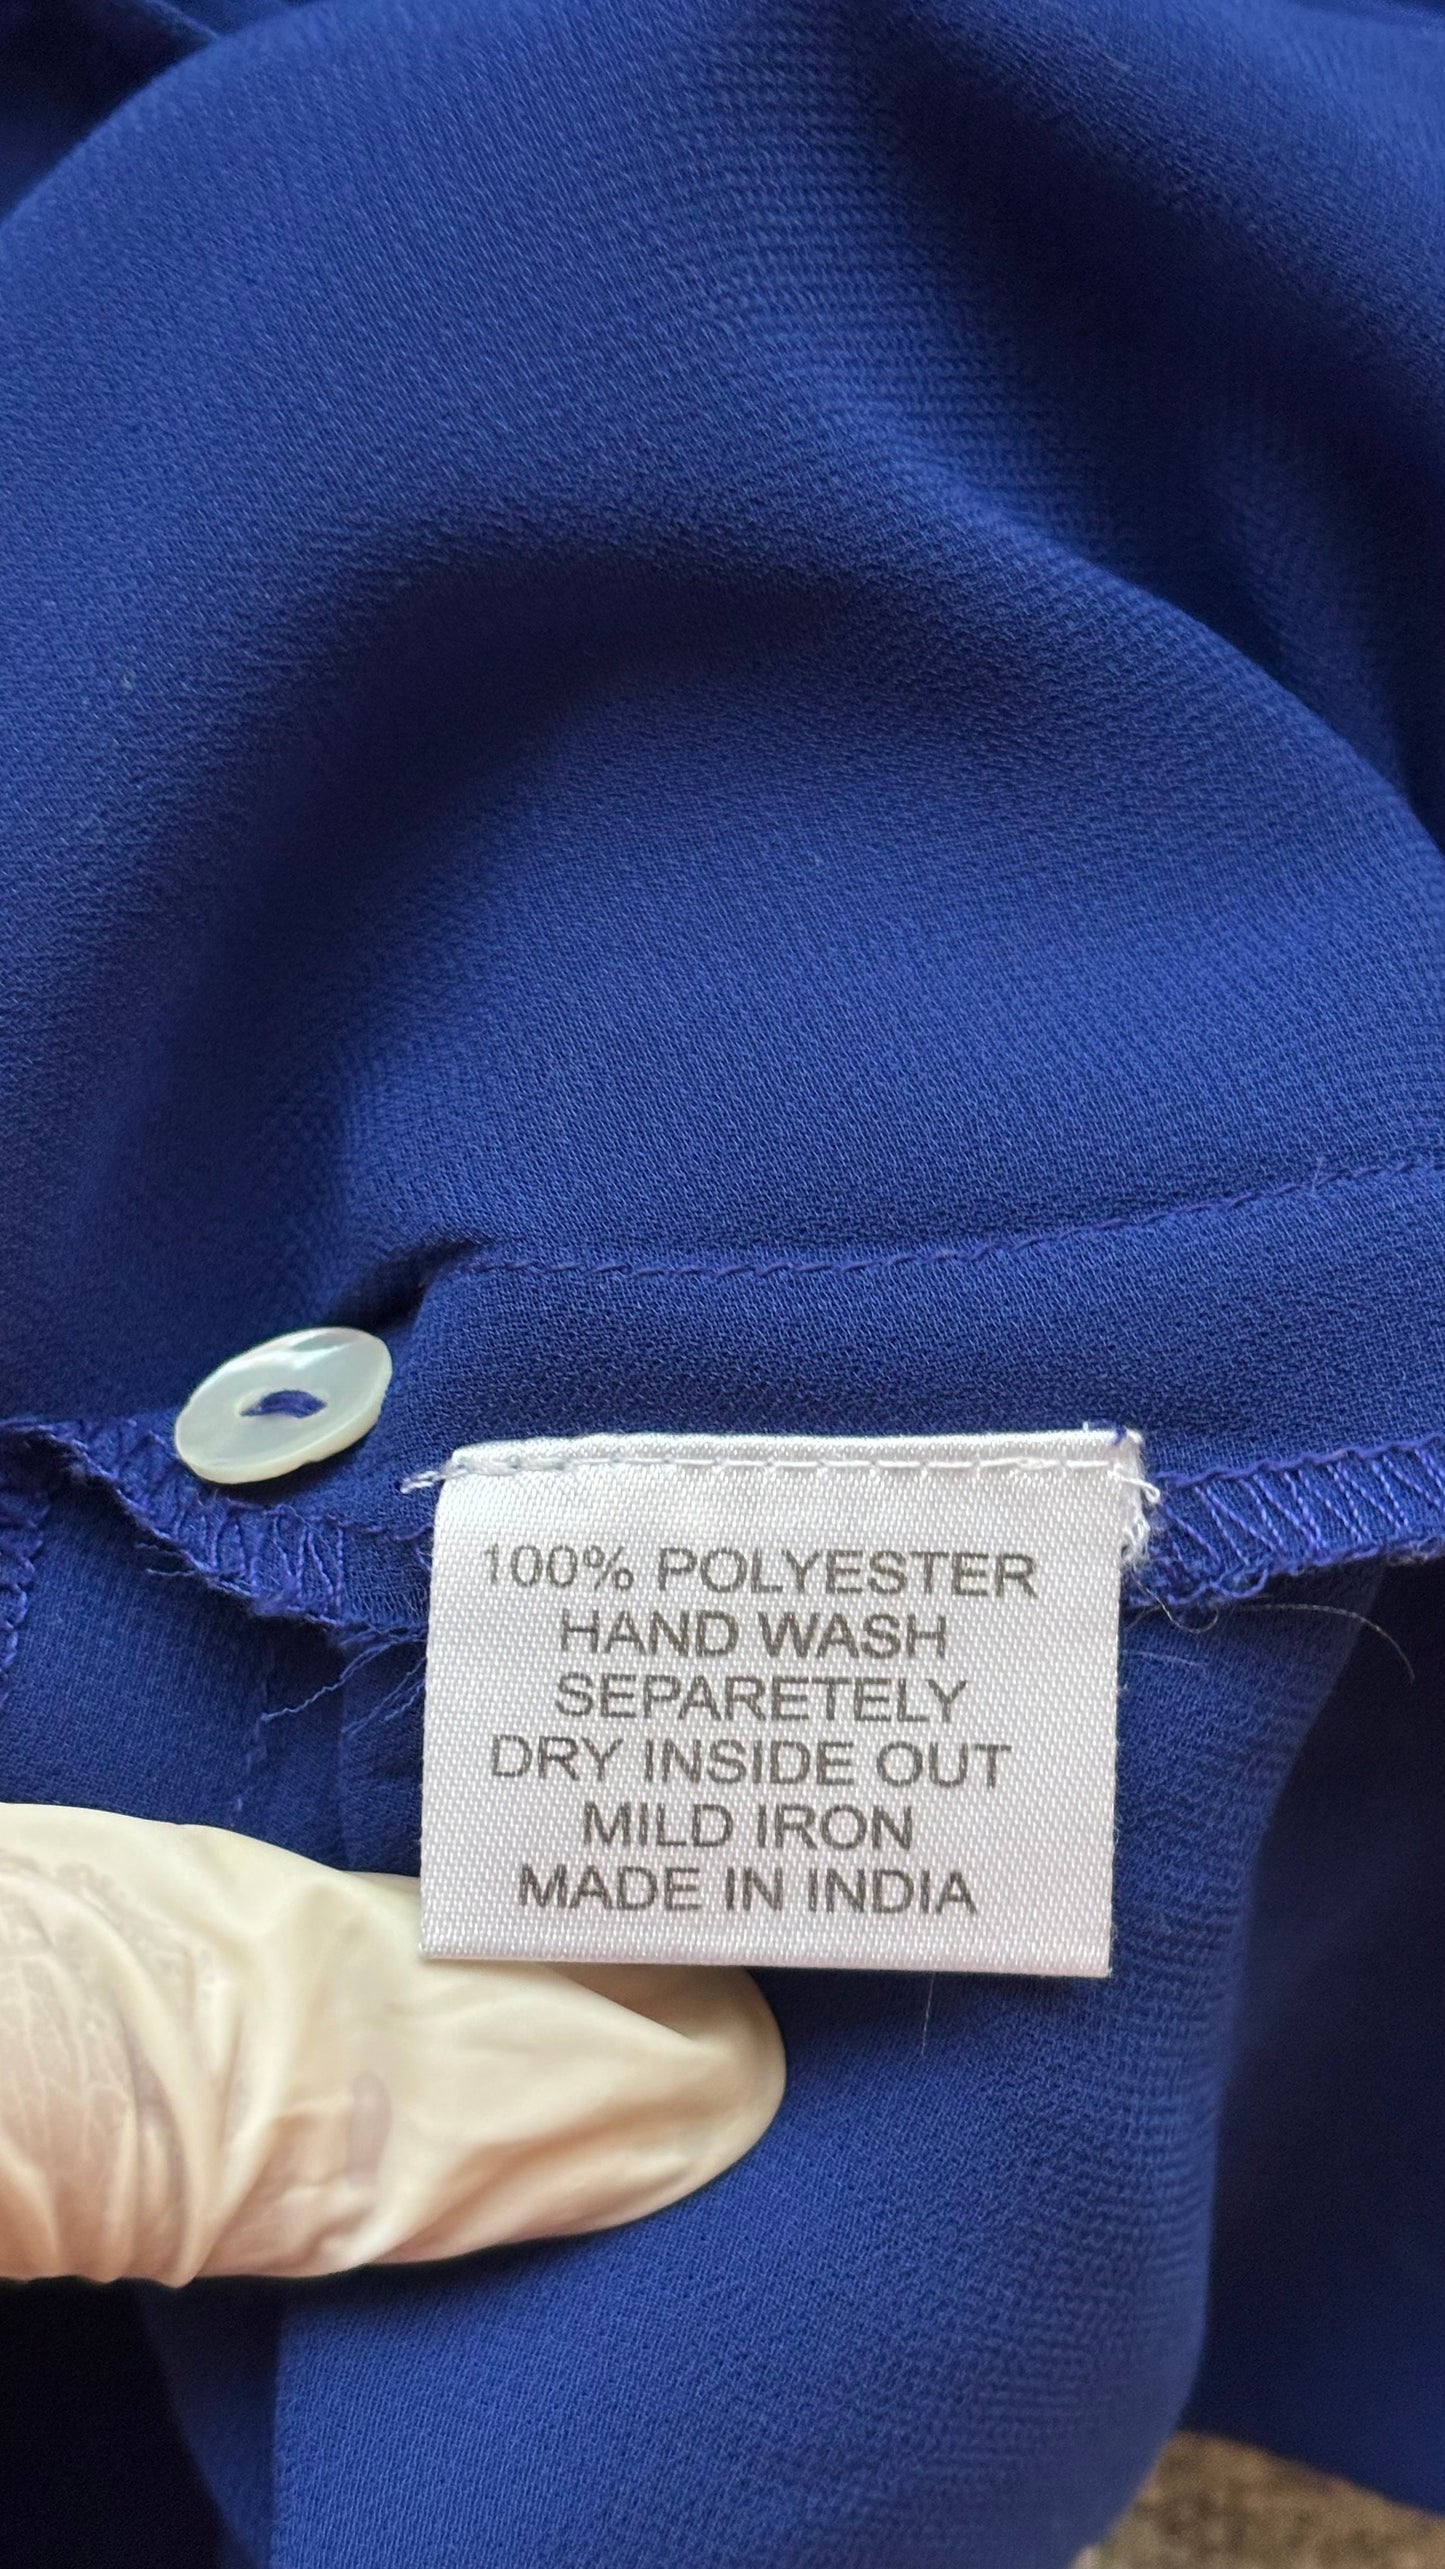 100% POLYESTER
HAND WASH
SEPARETELY
DRY INSIDE OUT
MILD IRON
MADE IN INDIA